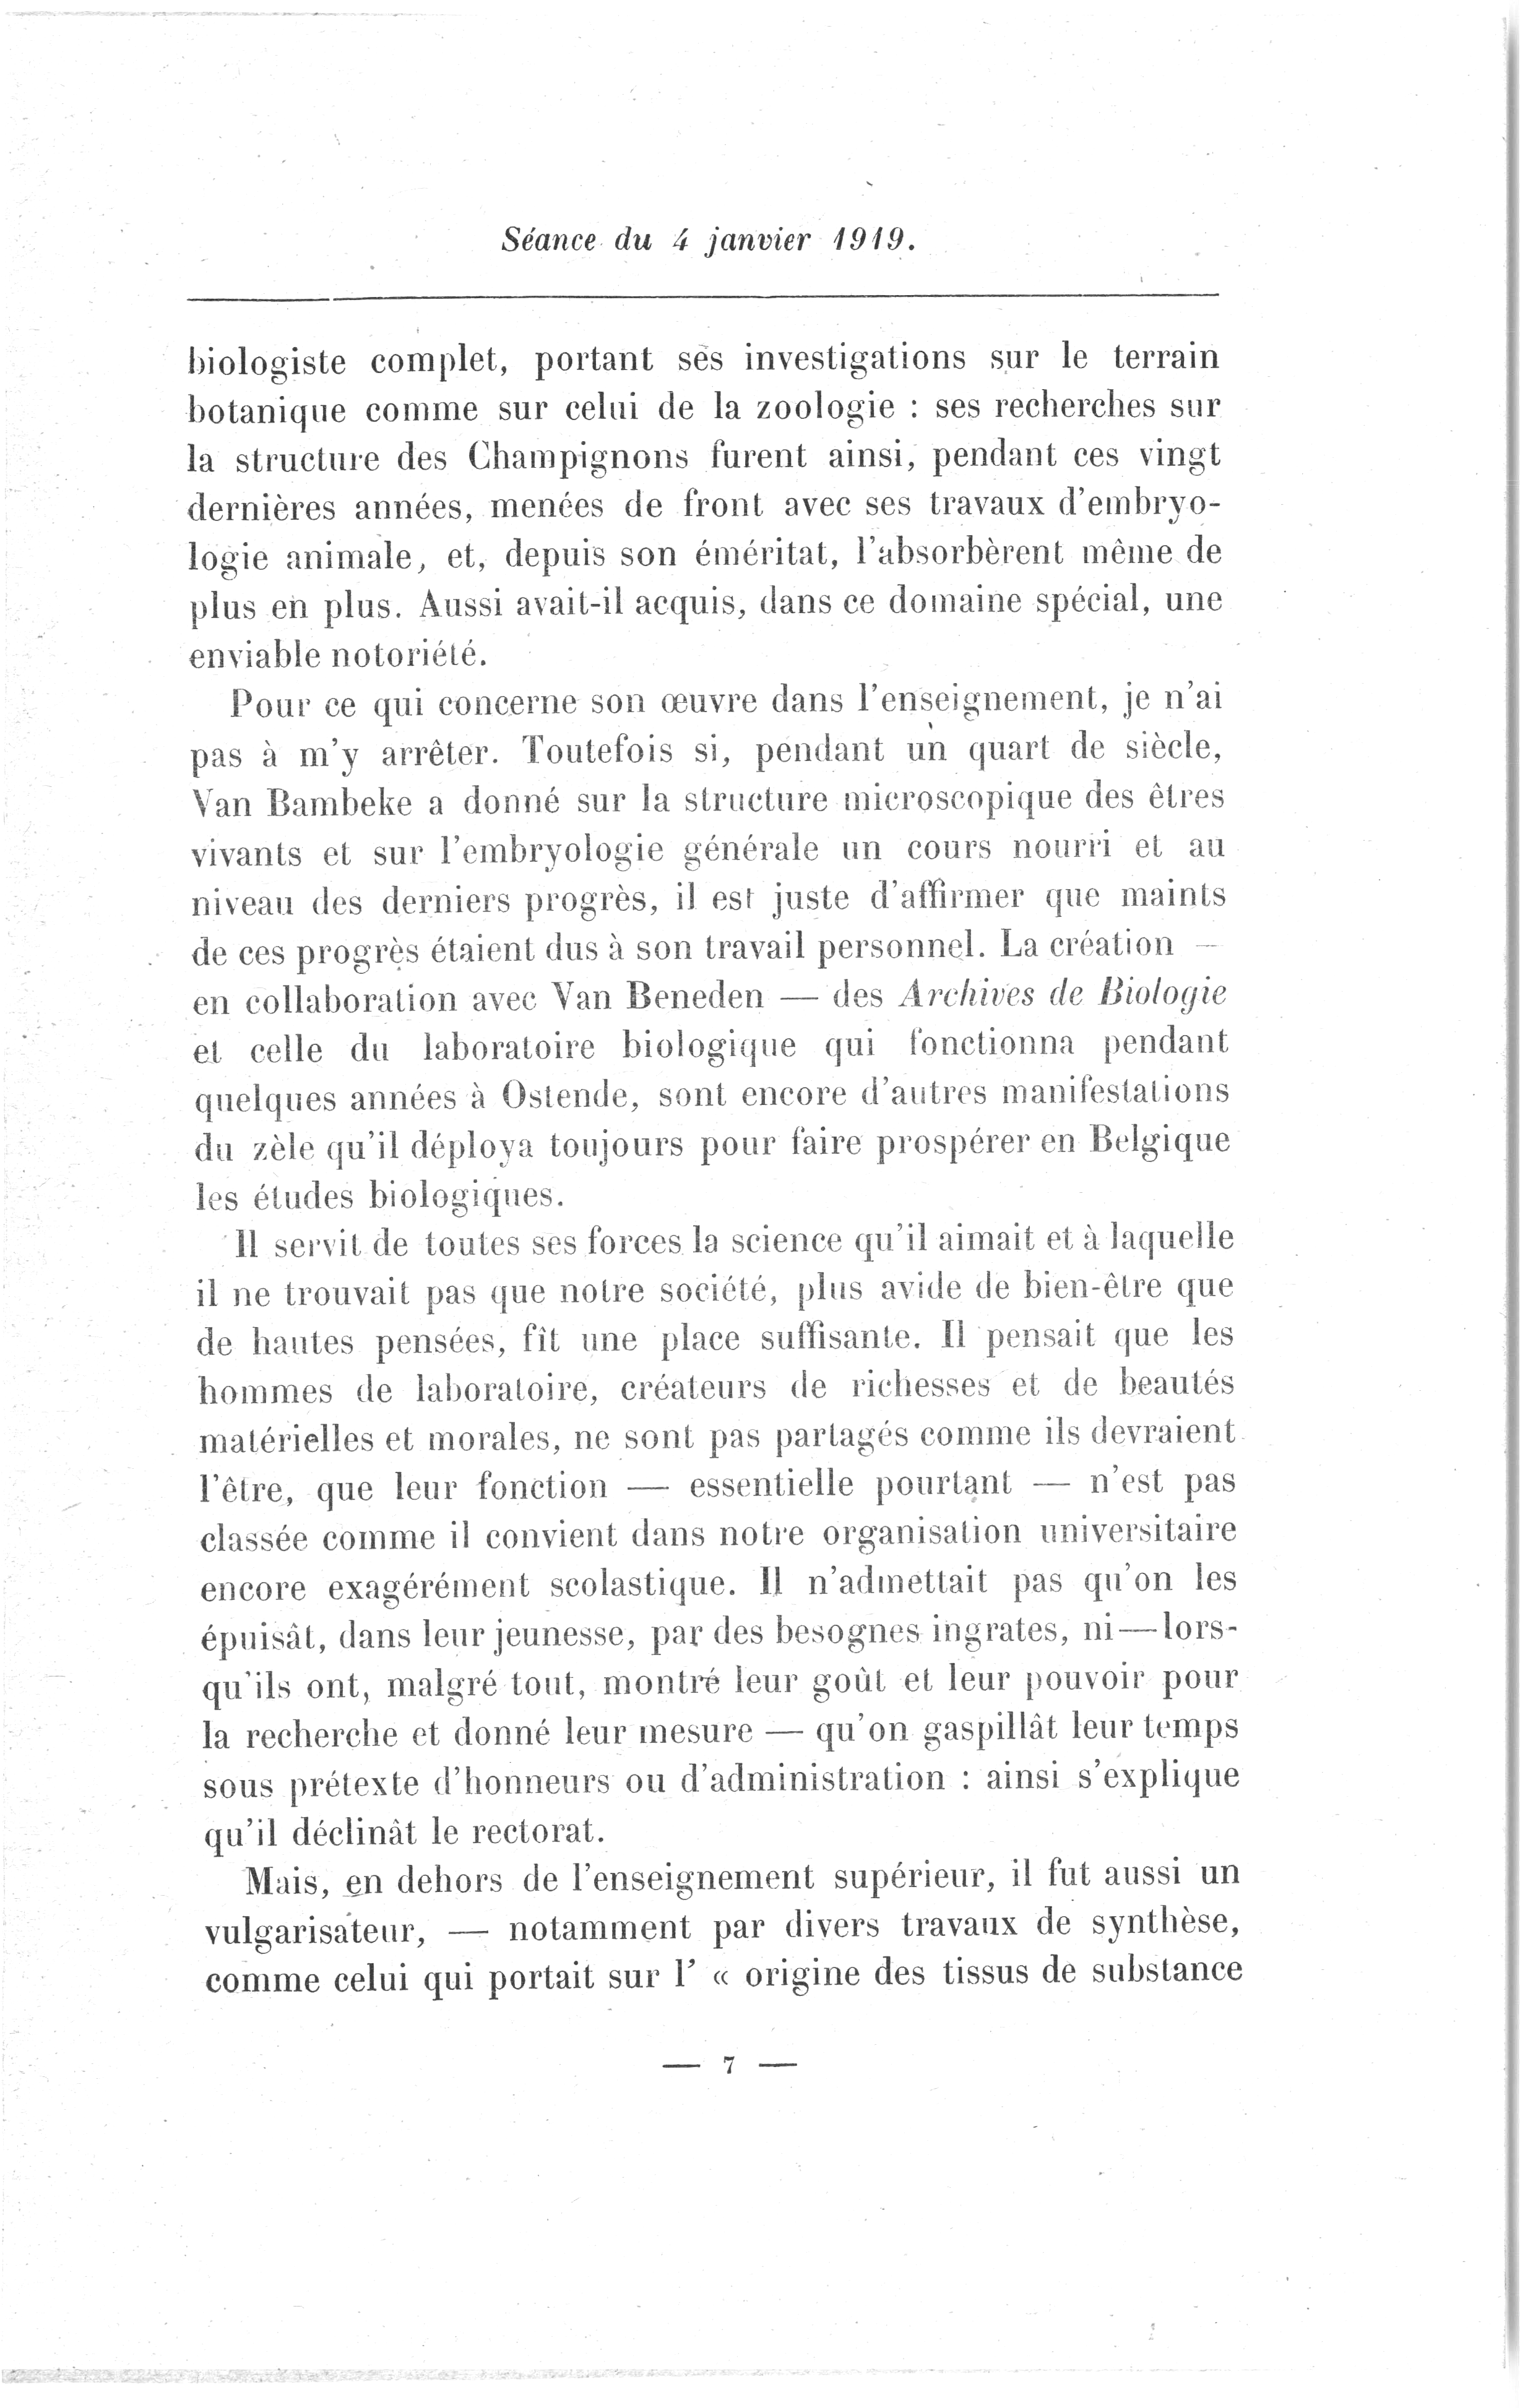 Séance du 4 janvier 1919.
biologiste complet, portant ses investigations sur le terrain
botanique comme sur celui de la zoologie : ses recherches sur
la structure des Champignons furent ainsi, pendant ces vingt
dernières années, menées de front avec ses travaux d'embryo-
logie animale, et, depuis son éméritat, l'absorbèrent même de
plus en plus. Aussi avait-il acquis, dans ce domaine spécial, une
enviable notoriété.
Pour ce qui concerne son œuvre dans l'enseignement, je n'ai
pas à m'y arrêter. Toutefois si, pendant un quart de siècle,
Van Bambeke a donné sur la structure microscopique des êtres
vivants et sur l'embryologie générale un cours nourri et au
niveau des derniers progrès, il est juste d'affirmer que maints
de ces progrès étaient dus à son travail personnel. La création —
en collaboration avec Van Beneden — des Archives de Biologie
et celle du laboratoire biologique qui fonctionna pendant
quelques années à Ostende, sont encore d'autres manifestations
du zèle qu'il déploya toujours pour faire prospérer en Belgique
les études biologiques.
Il servit de toutes ses forces la science qu'il aimait et à laquelle
il ne trouvait pas que notre société, plus avide de bien-être que
de hautes pensées, fît une place suffisante. Il pensait que les
hommes de laboratoire, créateurs de richesses et de beautés
matérielles et morales, ne sont pas partagés comme ils devraient
l'être, que leur fonction — essentielle pourtant — n'est pas
classée comme il convient dans notre organisation universitaire
encore exagérément scolastique. Il n'admettait pas qu'on les
épuisât, dans leur jeunesse, par des besognes ingrates, ni — lors-
qu'ils ont, malgré tout, montré leur goût et leur pouvoir pour
la recherche et donné leur mesure — qu'on gaspillât leur temps
sous prétexte d'honneurs ou d'administration : ainsi s'explique
qu'il déclinât le rectorat.
Mais, en dehors de l'enseignement supérieur, il fut aussi un
vulgarisateur, — notamment par divers travaux de synthèse,
comme celui qui portait sur l' « origine des tissus de substance
— 7 —